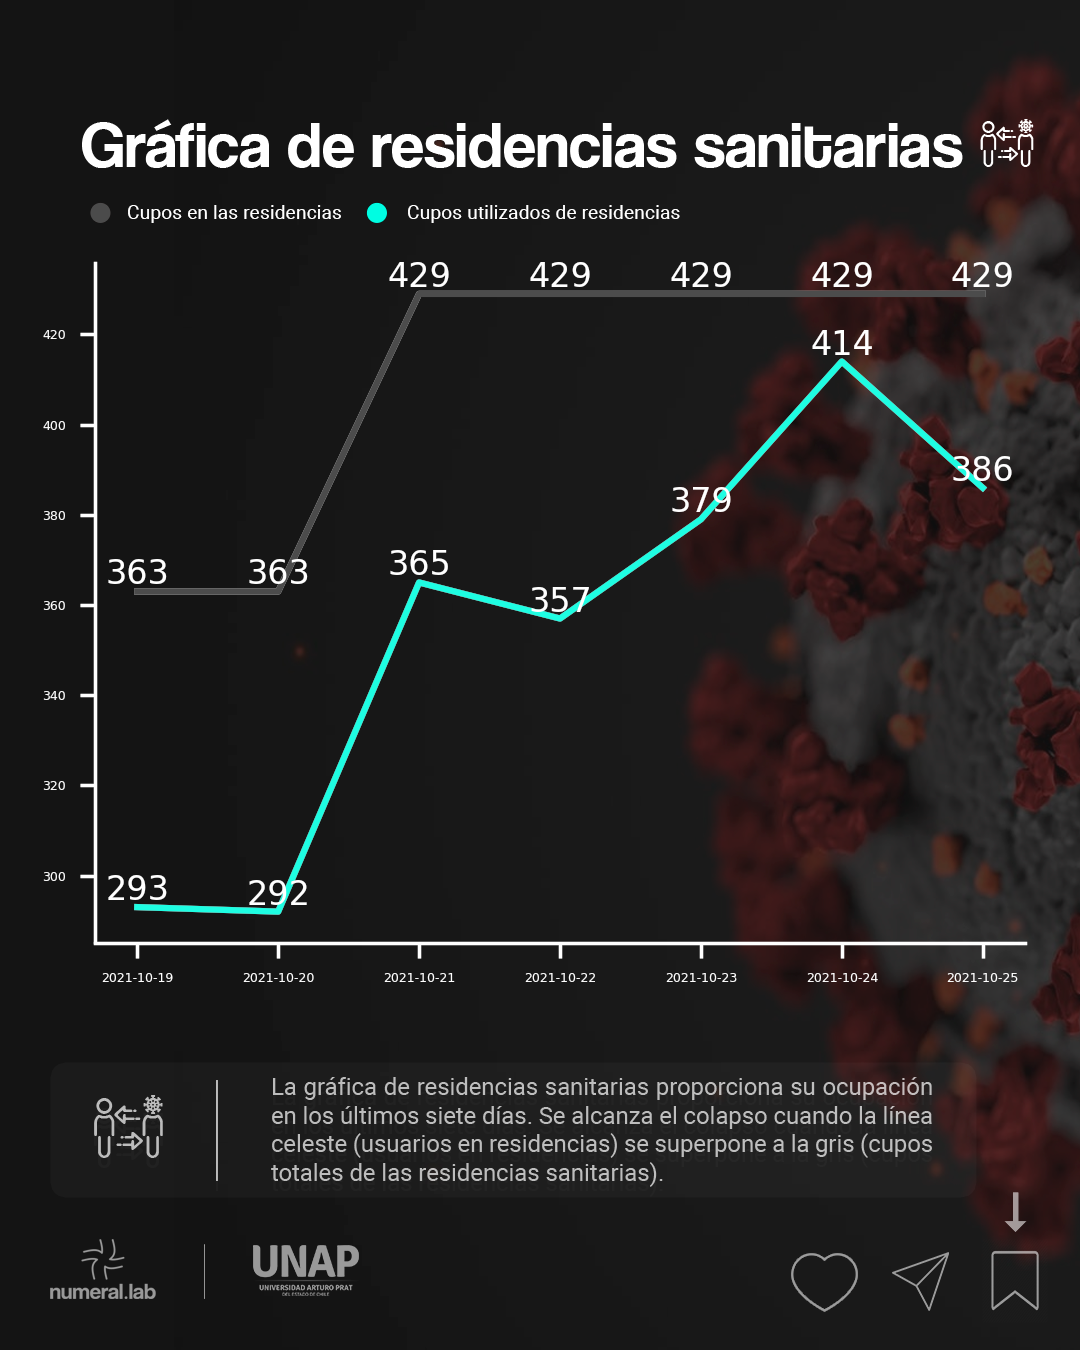 Gráfica de residencias sanitarias
Cupos en las residencias
Cupos utilizados de residencias
429 429 429 429 429
420
414
400
386
380
379
363 363
365
357
360
340
320
300
293 292
2021-10-19 2021-10-20 2021-10-21 2021-10-22 2021-10-23 2021-10-24 2021-10-25
La gráfica de residencias sanitarias proporciona su ocupación
en los últimos siete días. Se alcanza el colapso cuando la línea
celeste (usuarios en residencias) se superpone a la gris (cupos
totales de las residencias sanitarias).
numeral.lab
UNAP
UNIVERSIDAD ARTURO PRAT
DEL ESTADO DE CHILE